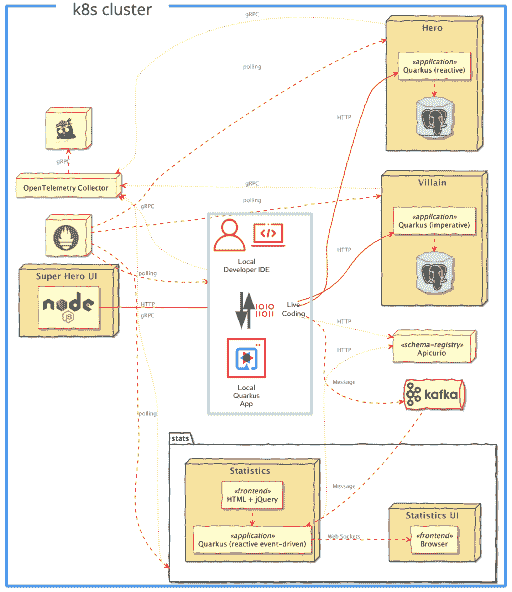 k8s cluster
gRPC
Hero
«application»
Quarkus (reactive)
polling
HTTP
gRPC
OpenTelemetry Collector
gRPC
Villain
gRPC
polling
«application»
Quarkus (imperative)
Local
Developer IDE
HTTP
Super Hero UI
polling
node
HTTP
gRPC
Live
Coding
HTTP
HTTP
«schema-registry»
Apicurio
Local
Quarkus
App
Message
kafka
polling
stats
Statistics
«frontend»
HTML + jQuery
Message
Statistics UI
«application»
Quarkus (reactive event-driven)
WebSockets
«frontend»
Browser